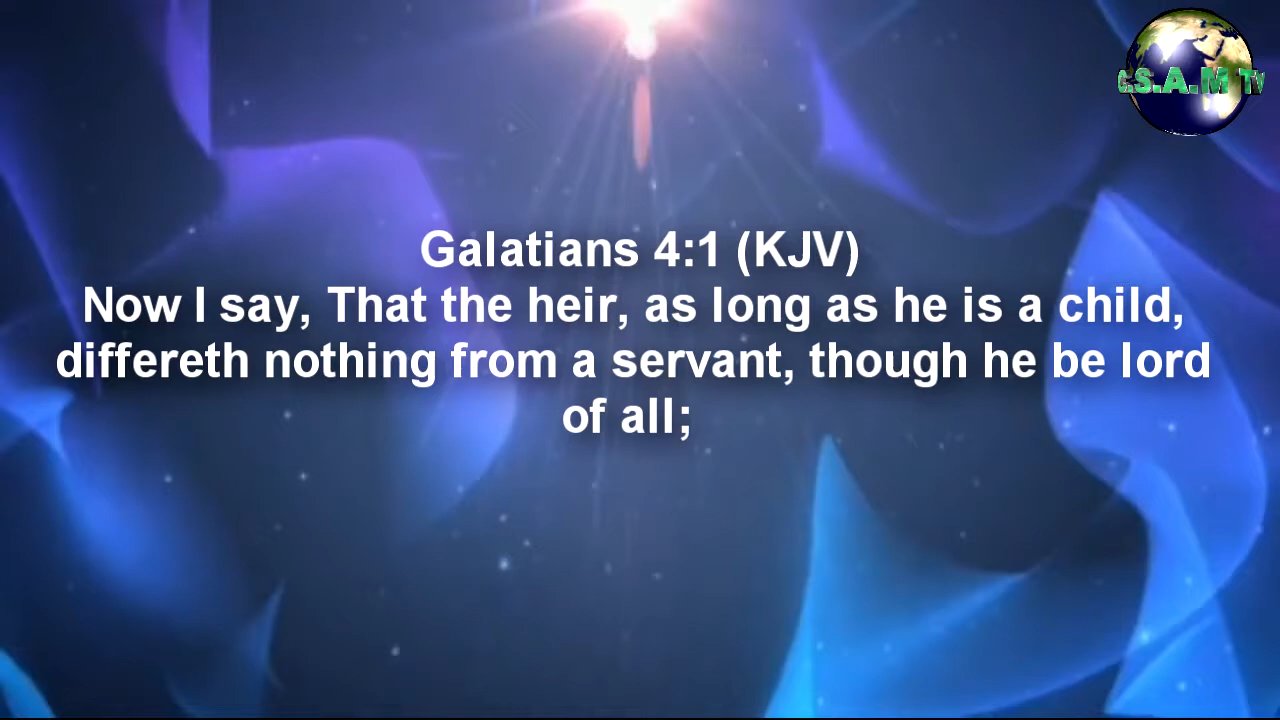 C.S.A.M TV
Galatians 4:1 (KJV)
Now I say, That the heir, as long as he is a child,
differeth nothing from a servant, though he be lord
of all;